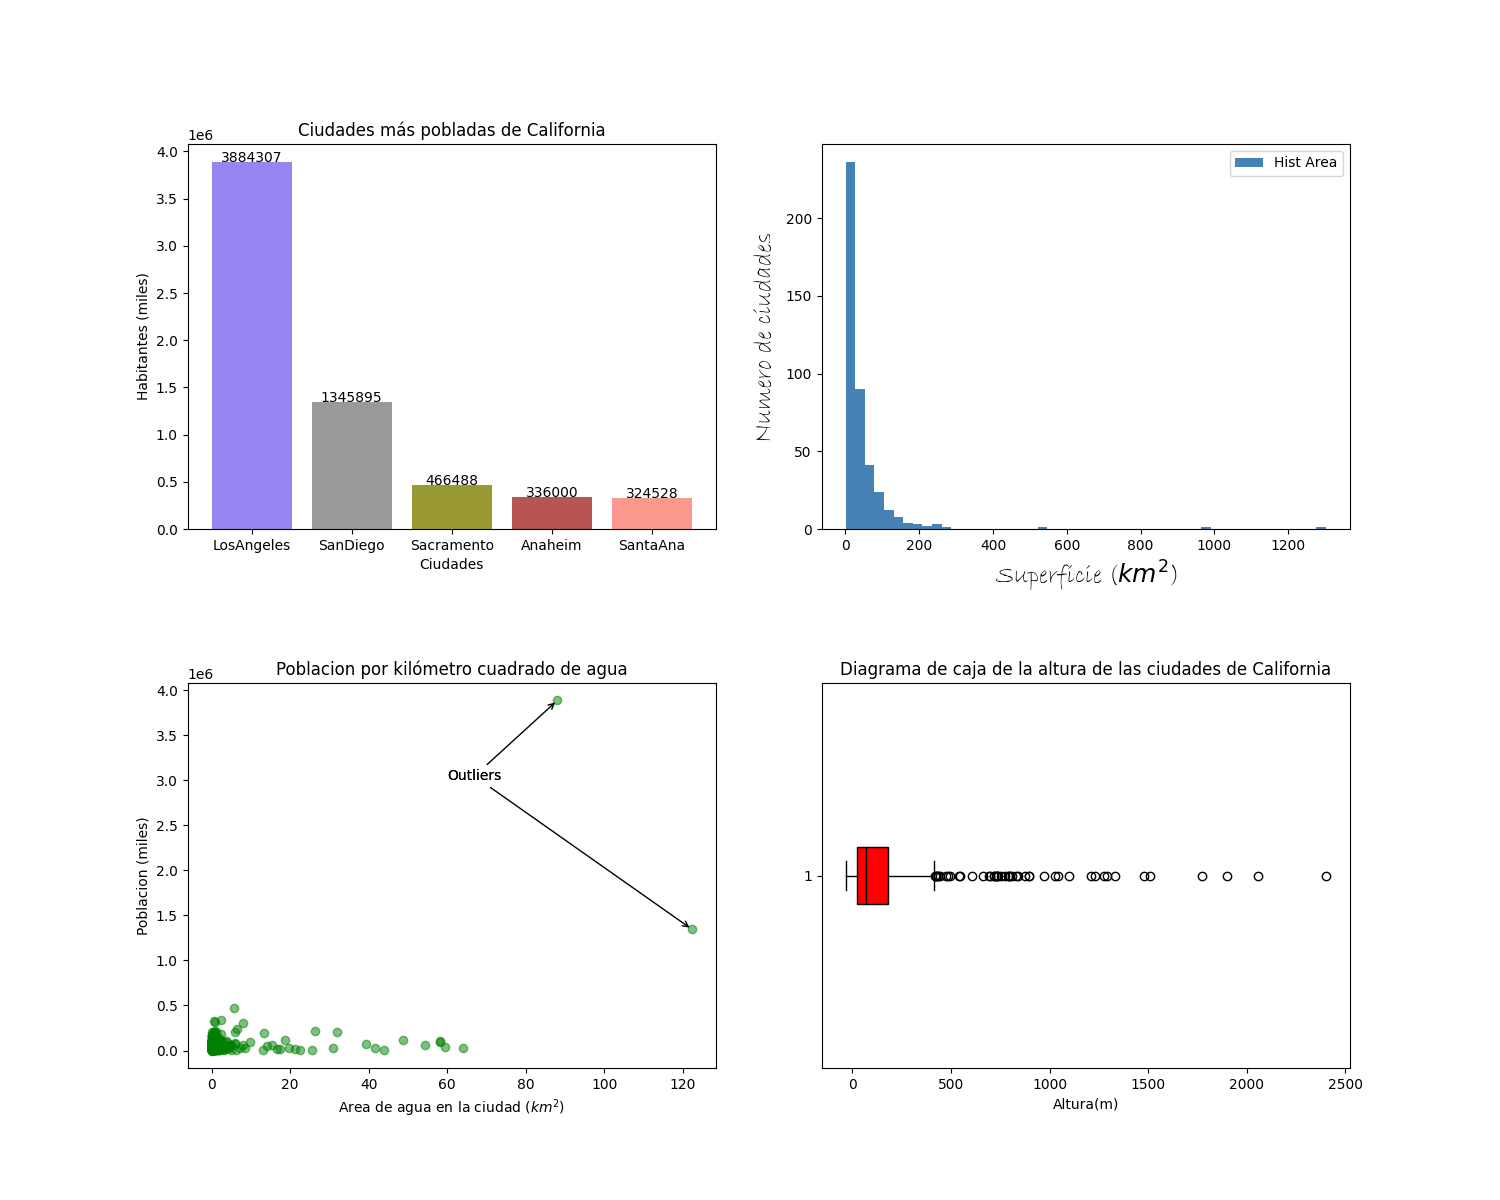 Ciudades más pobladas de California
1e6
4.0
3.5
3.0
2.5
2.0
1.5
1.0
0.5
0.0
Habitantes (miles)
3884307
1345895
466488
336000
324528
LosAngeles SanDiego Sacramento Anaheim SantaAna
Ciudades
Hist Area
200
150
100
50
0
Numero de ciudades
0 200 400 600 800 1000 1200
Superficie (km²)
Poblacion por kilómetro cuadrado de agua
1e6
4.0
3.5
3.0
2.5
2.0
1.5
1.0
0.5
0.0
Poblacion (miles)
Outliers
0 20 40 60 80 100 120
Area de agua en la ciudad (km²)
Diagrama de caja de la altura de las ciudades de California
1
0 500 1000 1500 2000 2500
Altura(m)